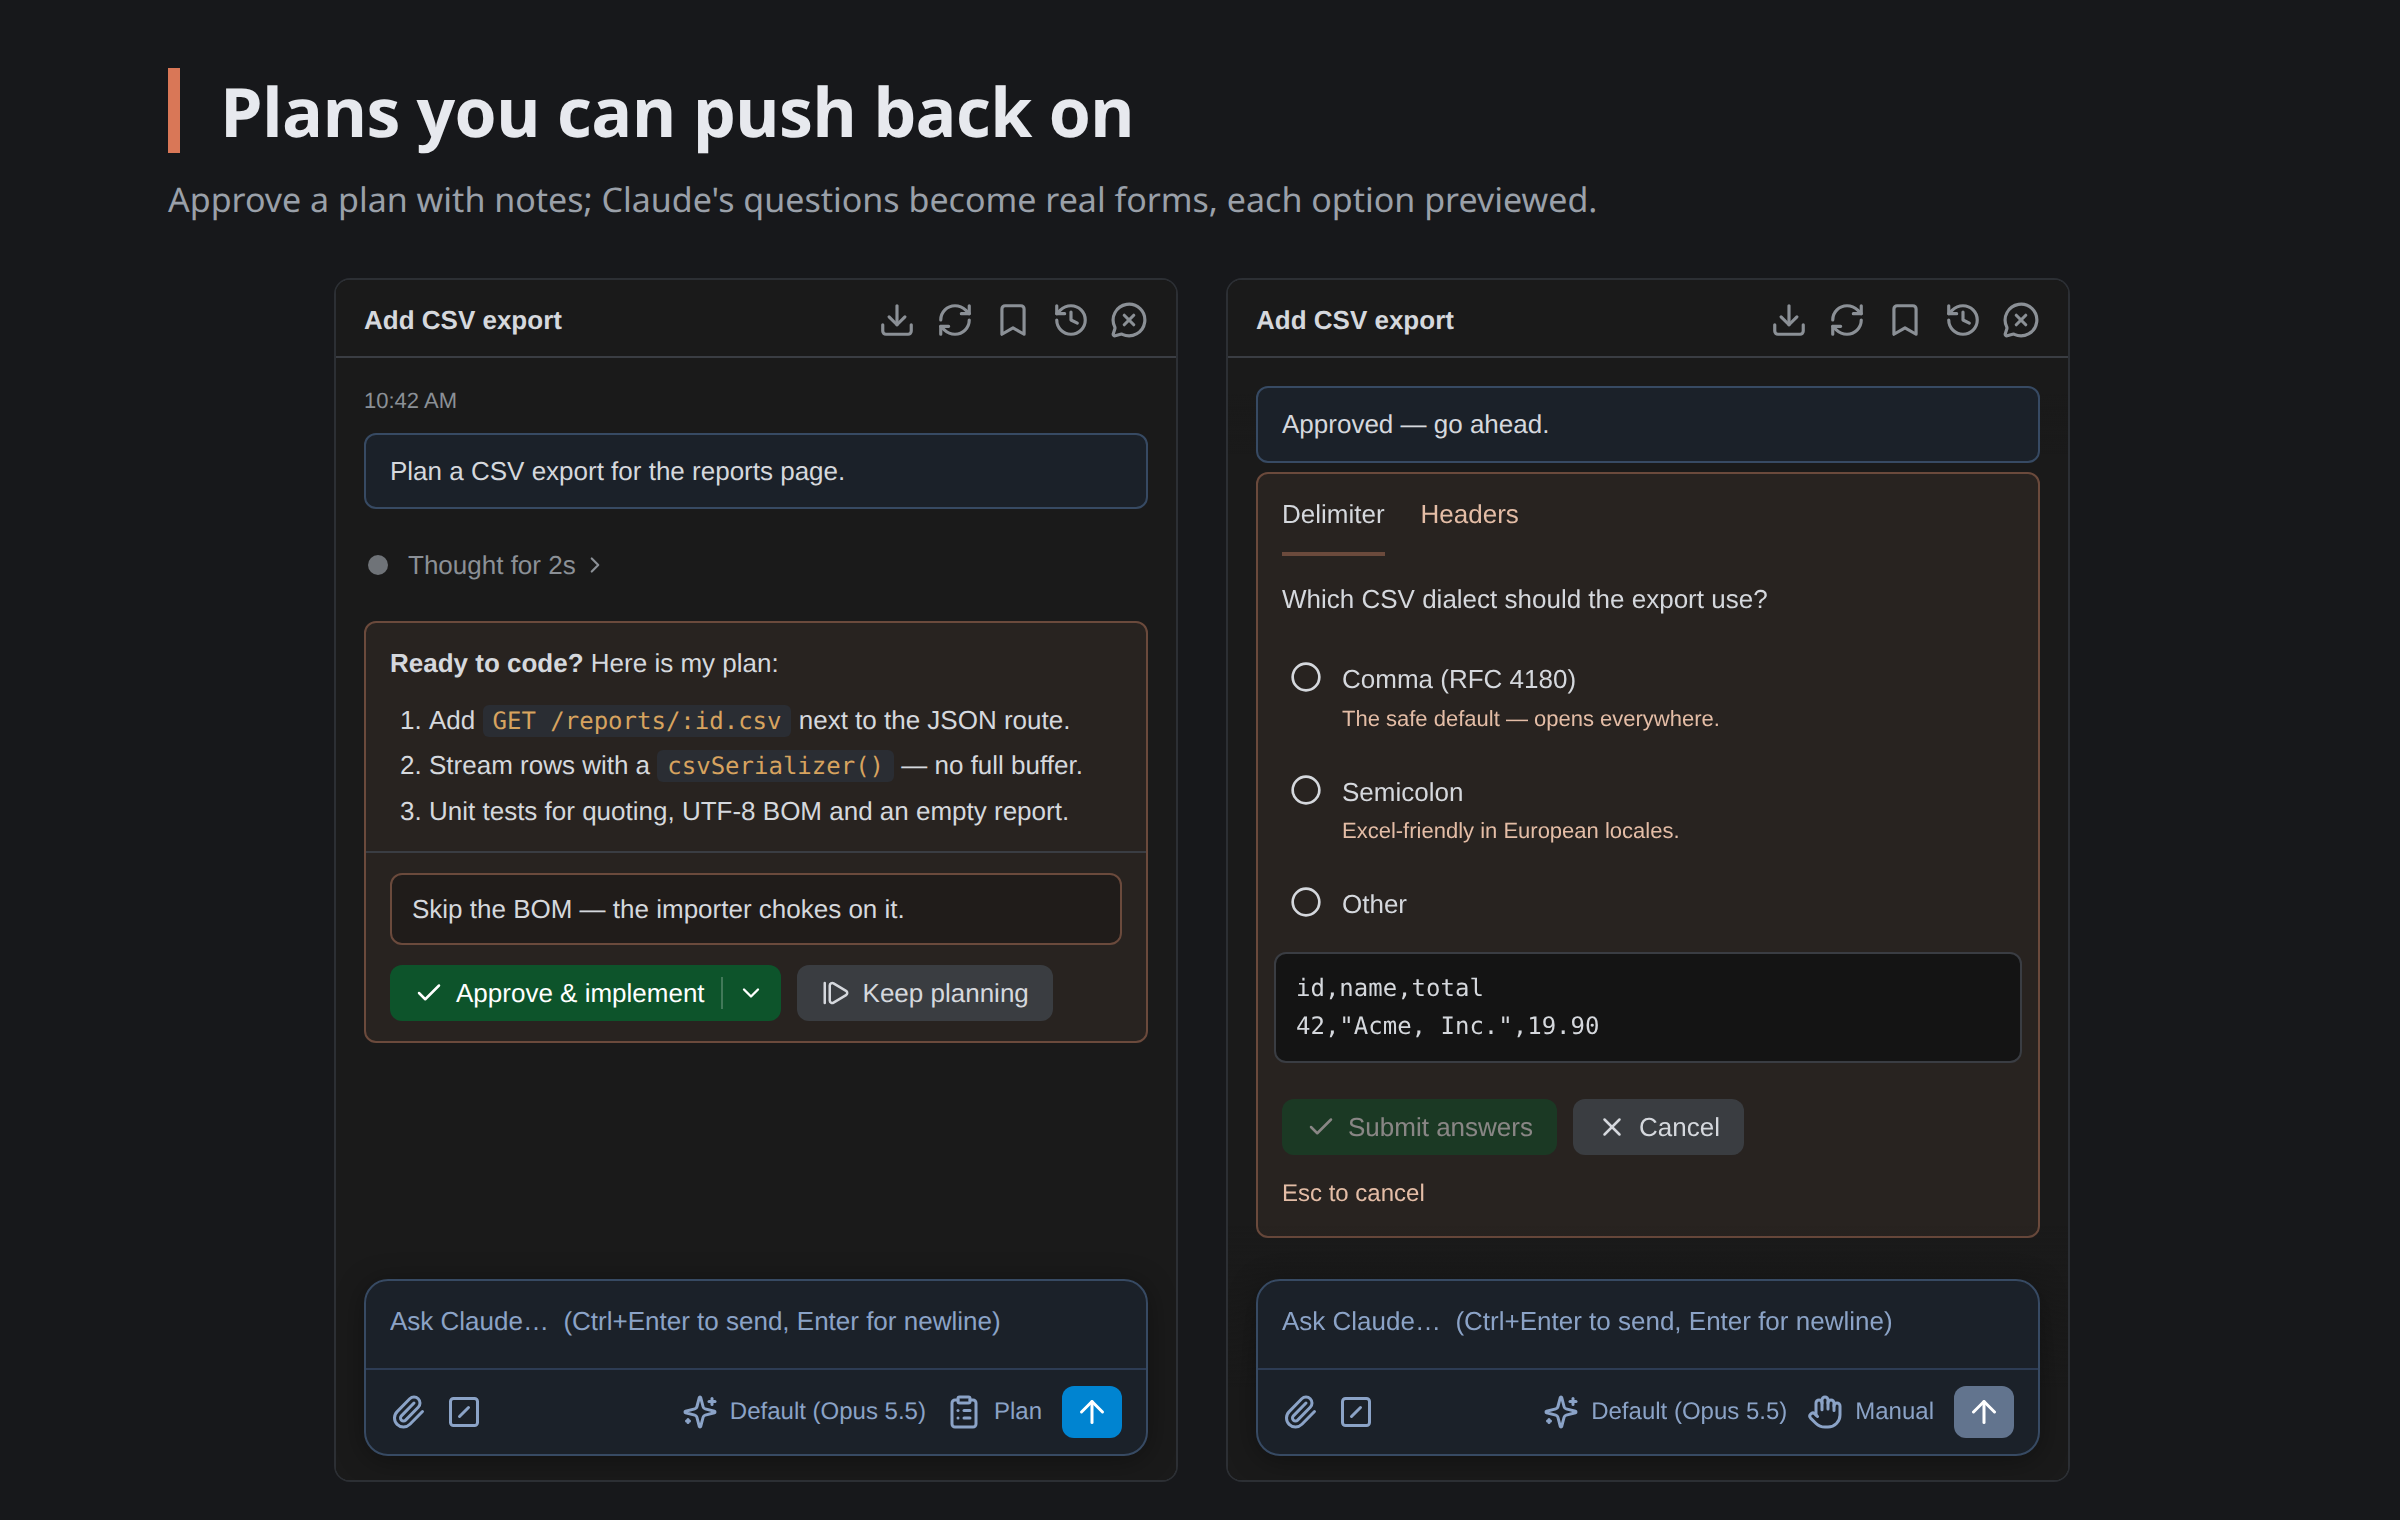 Plans you can push back on
Approve a plan with notes; Claude's questions become real forms, each option previewed.
Add CSV export
10:42 AM
Plan a CSV export for the reports page.
Thought for 2s
Ready to code? Here is my plan:
1. Add GET /reports/:id.csv next to the JSON route.
2. Stream rows with a csvSerializer() — no full buffer.
3. Unit tests for quoting, UTF-8 BOM and an empty report.
Skip the BOM — the importer chokes on it.
Approve & implement
Keep planning
Ask Claude… (Ctrl+Enter to send, Enter for newline)
Default (Opus 5.5)
Plan
Add CSV export
Approved — go ahead.
Delimiter
Headers
Which CSV dialect should the export use?
Comma (RFC 4180)
The safe default — opens everywhere.
Semicolon
Excel-friendly in European locales.
Other
id,name,total
42,"Acme, Inc.",19.90
Submit answers
Cancel
Esc to cancel
Ask Claude… (Ctrl+Enter to send, Enter for newline)
Default (Opus 5.5)
Manual